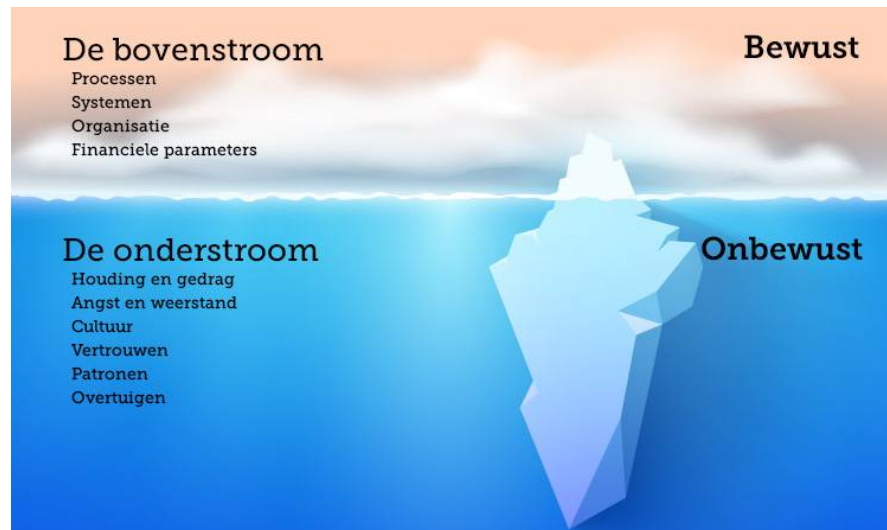 De bovenstroom
Bewust
Processen
Systemen
Organisatie
Financiele parameters
De onderstroom
Onbewust
Houding en gedrag
Angst en weerstand
Cultuur
Vertrouwen
Patronen
Overtuigen